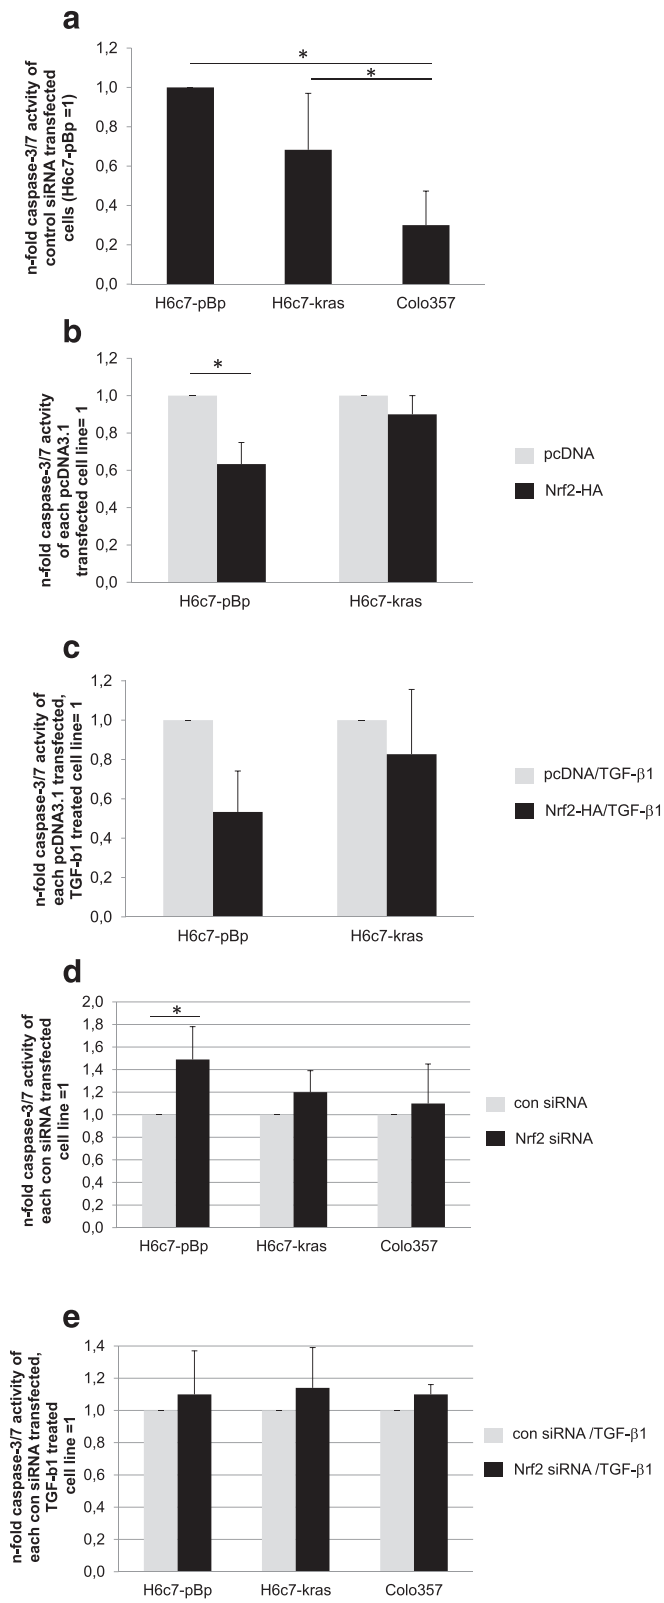 a
n-fold caspase-3/7 actvity of
control siRNA transfected
cells (H6c7-pBp =1)
1,2
1,0
0,8
0,6
0,4
0,2
0,0
*
*
H6c7-pBp H6c7-kras Colo357
b
n-fold caspase-3/7 actvity
of each pcDNA3.1
transfected cell line= 1
1,2
1,0
0,8
0,6
0,4
0,2
0,0
*
H6c7-pBp H6c7-kras
pcDNA
Nrf2-HA
c
n-fold caspase-3/7 actvity of
each pcDNA3.1 transfected,
TGF-b1 treated cell line= 1
1,2
1,0
0,8
0,6
0,4
0,2
0,0
H6c7-pBp H6c7-kras
pcDNA/TGF-β1
Nrf2-HA/TGF-β1
d
n-fold caspase-3/7 activity of
each con siRNA transfected
cell line =1
2,0
1,8
1,6
1,4
1,2
1,0
0,8
0,6
0,4
0,2
0,0
*
H6c7-pBp H6c7-kras Colo357
con siRNA
Nrf2 siRNA
e
n-fold caspase-3/7 activity of
each con siRNA transfected,
TGF-b1 treated
cell line =1
1,4
1,2
1,0
0,8
0,6
0,4
0,2
0,0
H6c7-pBp H6c7-kras Colo357
con siRNA /TGF-β1
Nrf2 siRNA /TGF-β1